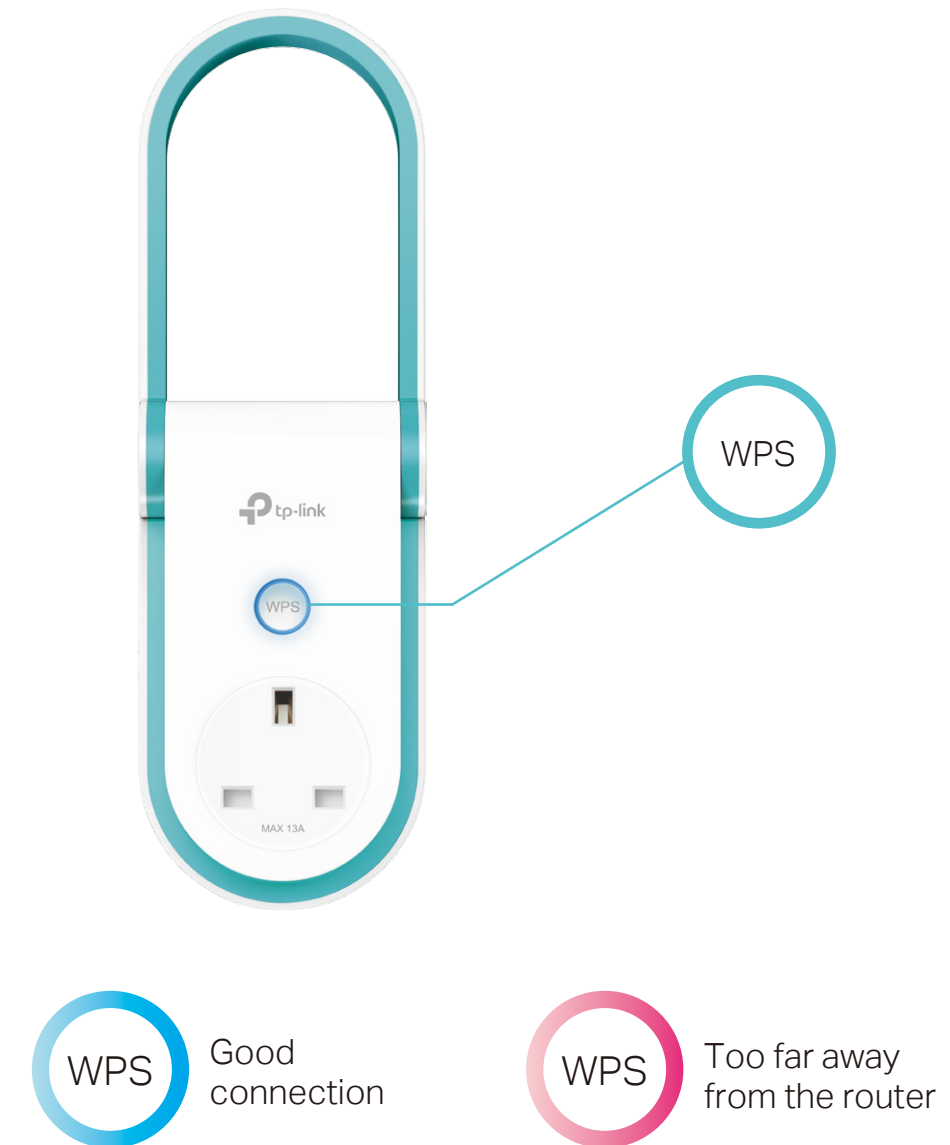 WPS
tp-link
WPS
MAX 13A
WPS
Good
connection
WPS
Too far away
from the router